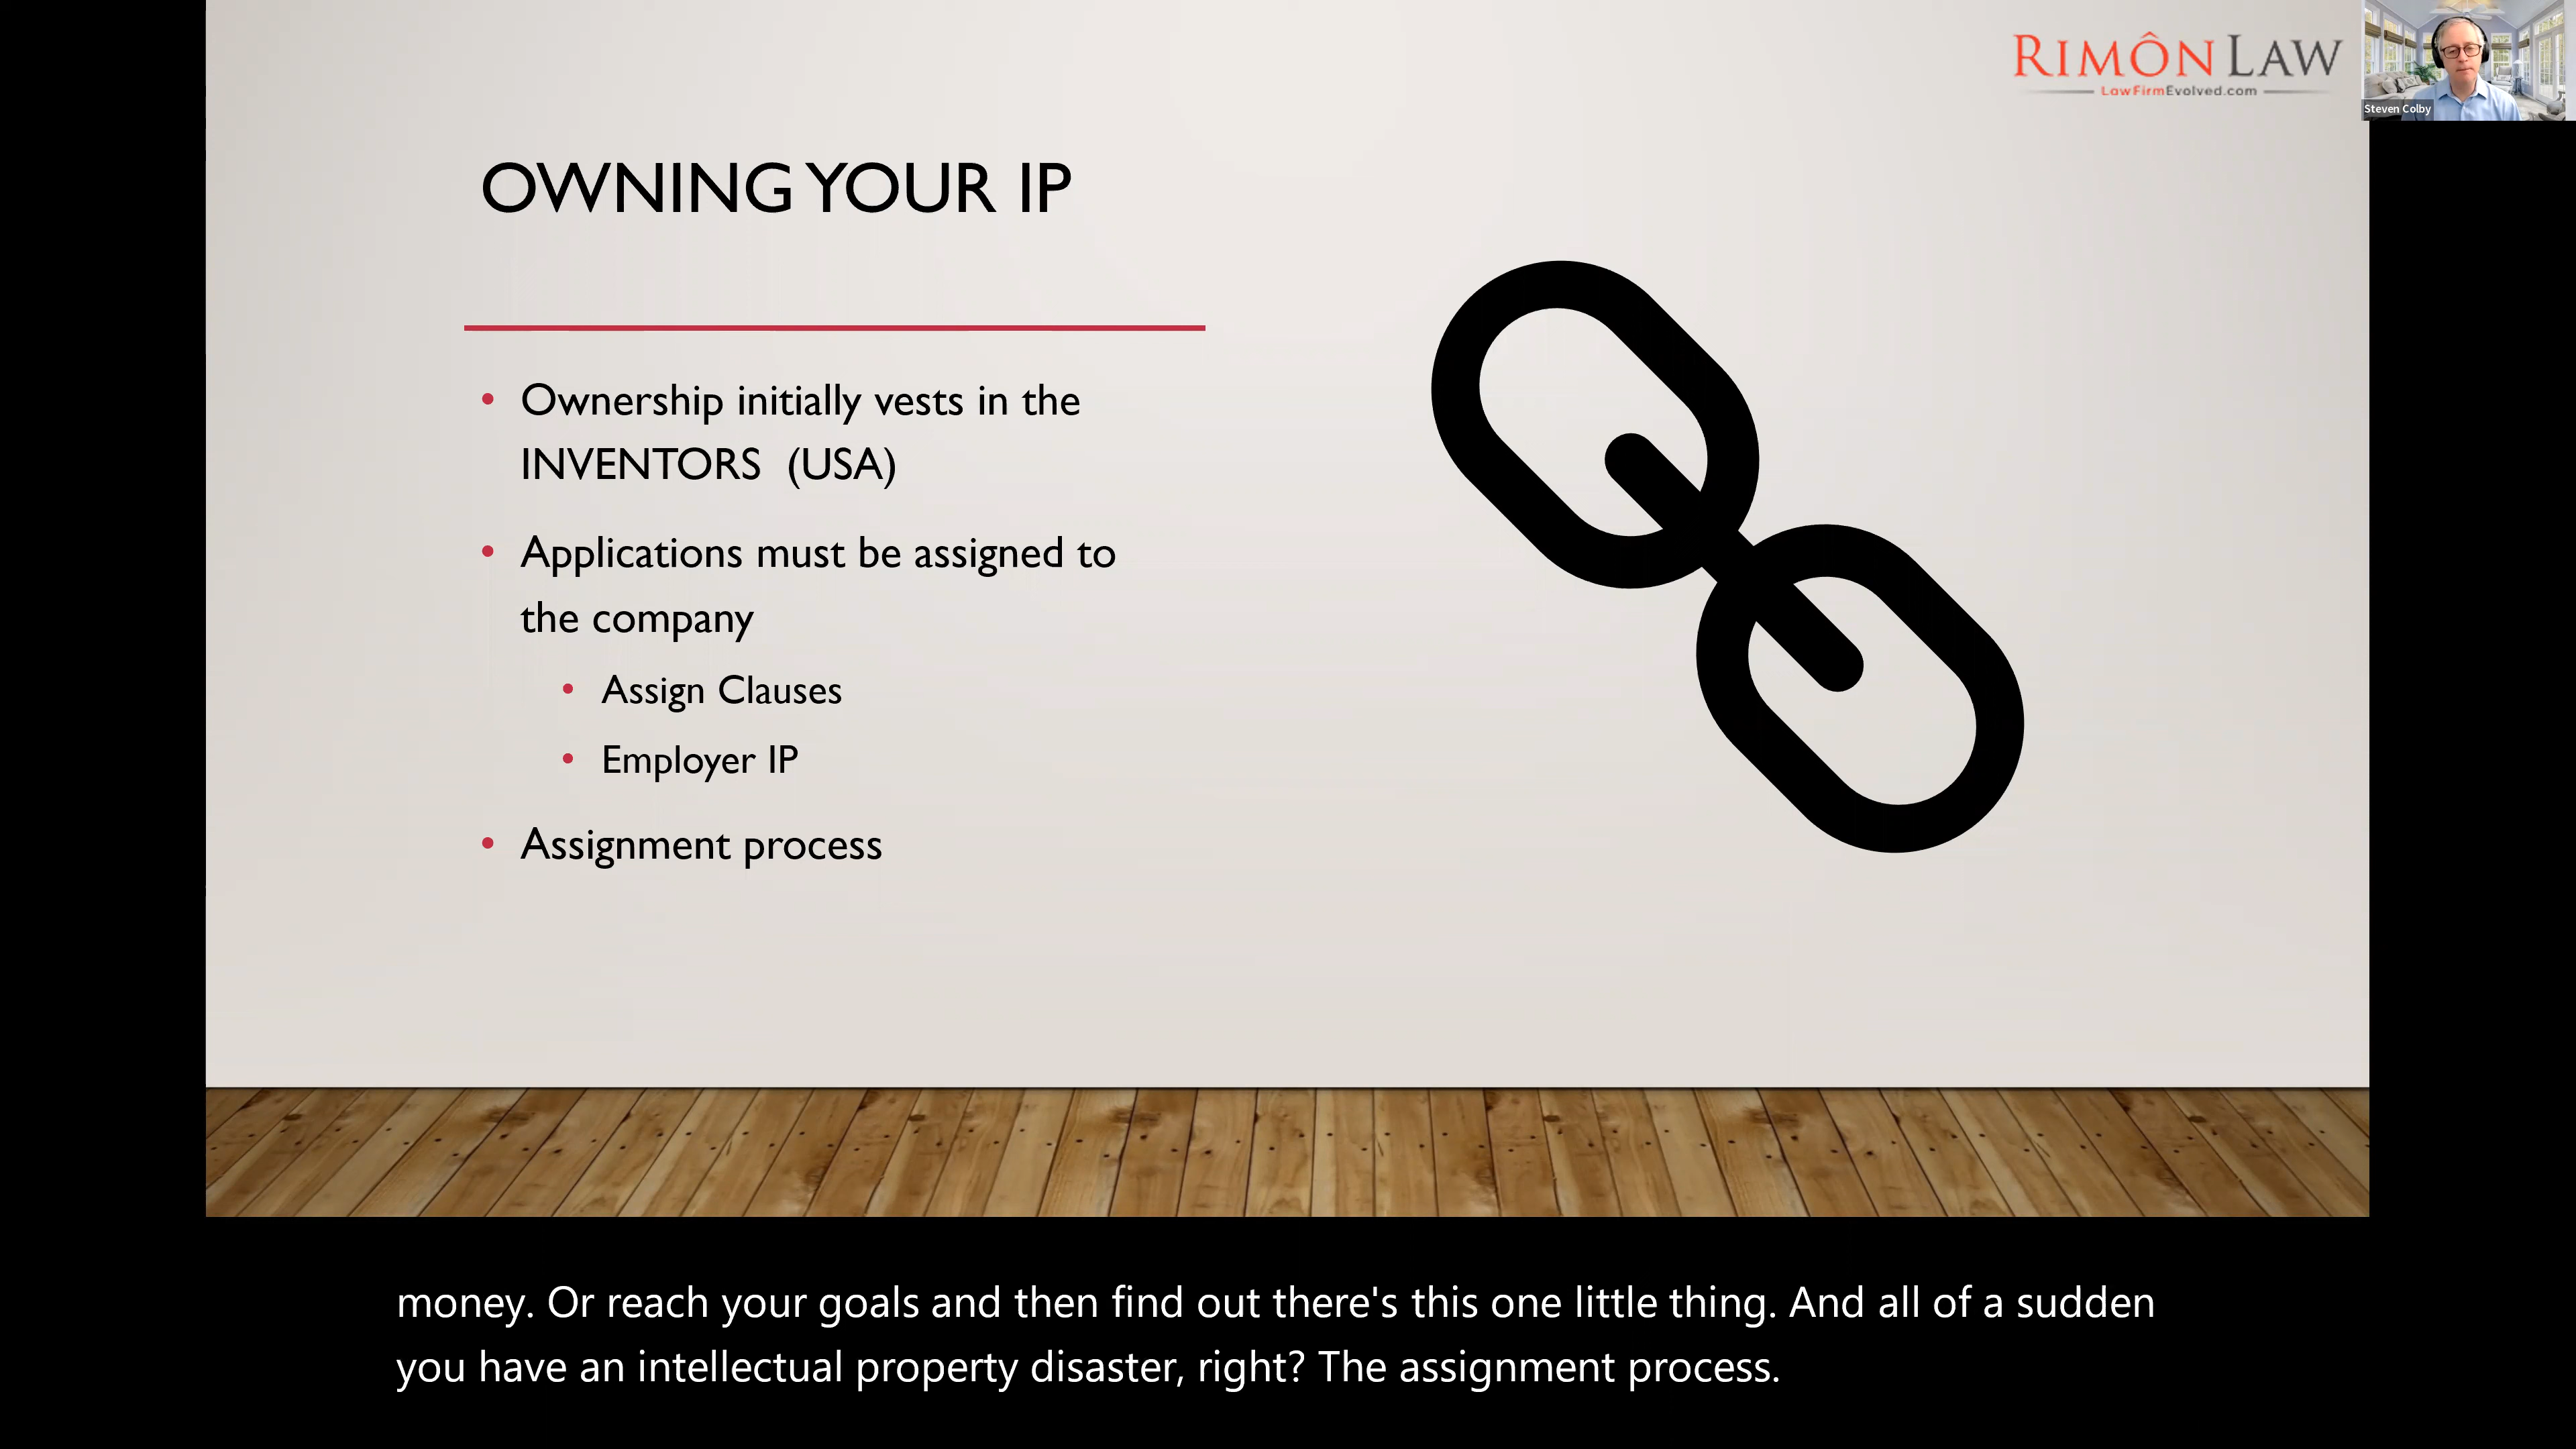 RIMÔN LAW
LawFirmEvolved.com
Steven Colby
OWNING YOUR IP
• Ownership initially vests in the
INVENTORS (USA)
• Applications must be assigned to
the company
• Assign Clauses
• Employer IP
• Assignment process
money. Or reach your goals and then find out there's this one little thing. And all of a sudden
you have an intellectual property disaster, right? The assignment process.